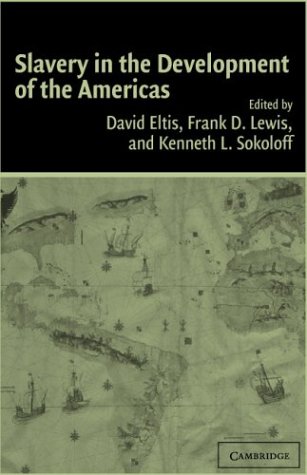 Slavery in the Development
of the Americas
Edited by
David Eltis, Frank D. Lewis,
and Kenneth L. Sokoloff
CAMBRIDGE